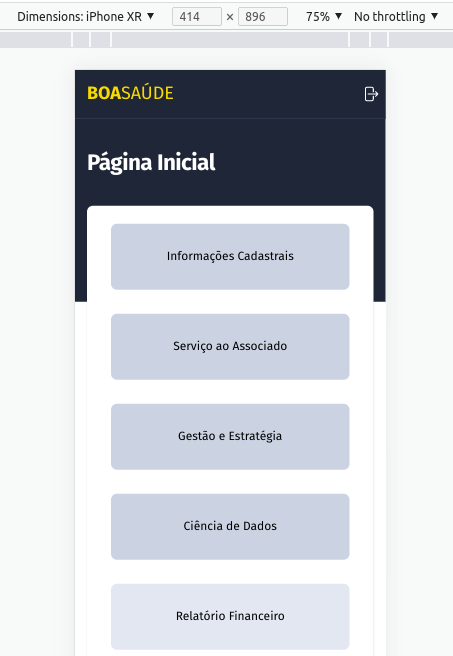 Dimensions: iPhone XR ▼ 414 × 896 75% ▼ No throttling ▼
BOASAÚDE
Página Inicial
Informações Cadastrais
Serviço ao Associado
Gestão e Estratégia
Ciência de Dados
Relatório Financeiro